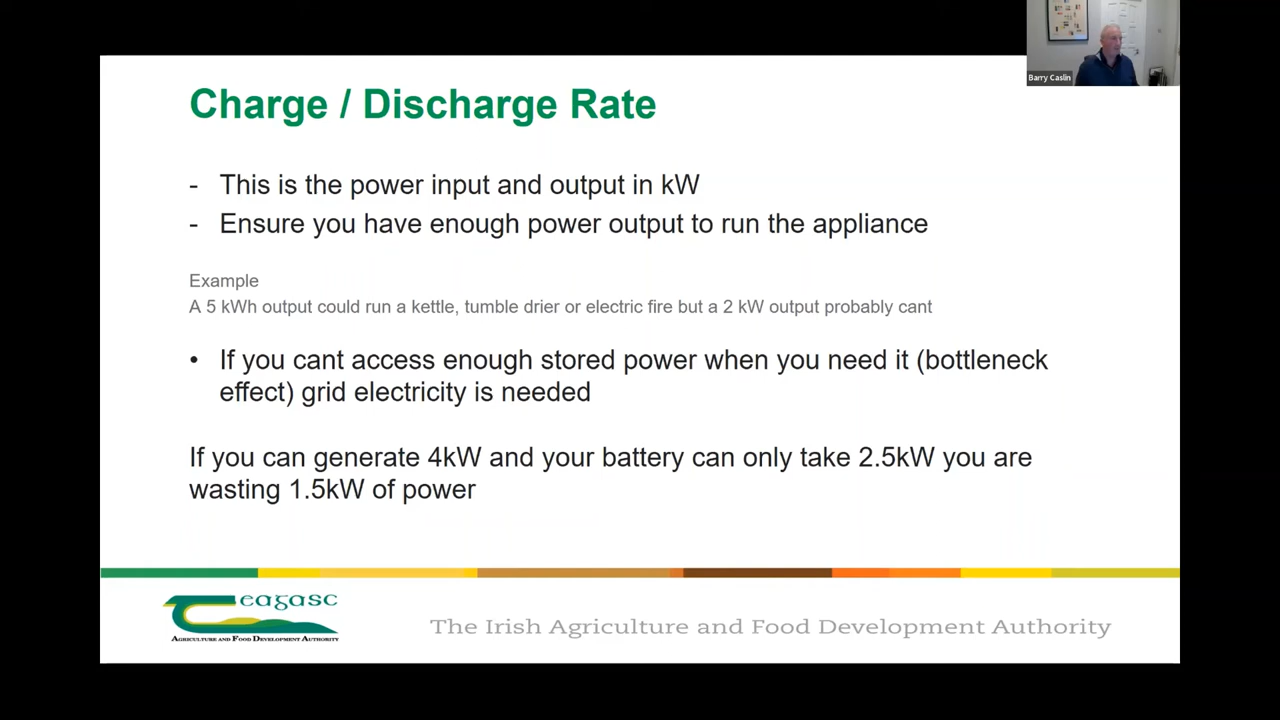 Barry Caslin
Charge / Discharge Rate
- This is the power input and output in kW
- Ensure you have enough power output to run the appliance
Example
A 5 kWh output could run a kettle, tumble drier or electric fire but a 2 kW output probably cant
• If you cant access enough stored power when you need it (bottleneck
effect) grid electricity is needed
If you can generate 4kW and your battery can only take 2.5kW you are
wasting 1.5kW of power
Teagasc
AGRICULTURE AND FOOD DEVELOPMENT AUTHORITY
The Irish Agriculture and Food Development Authority